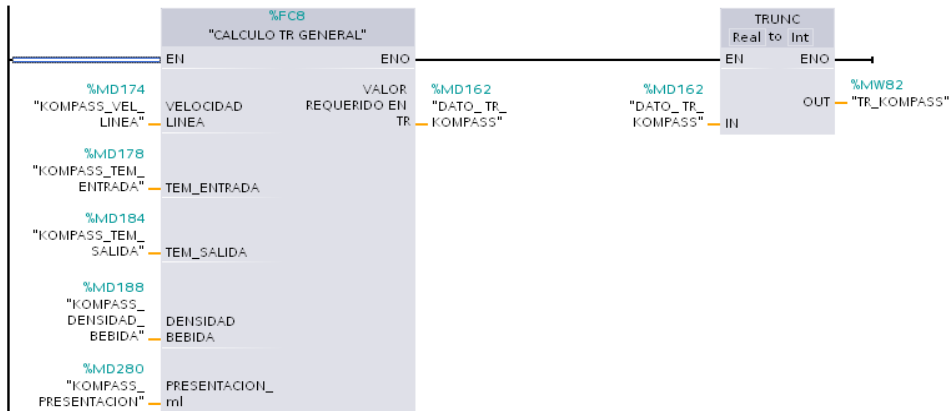 %FC8
"CALCULO TR GENERAL"
EN
ENO
%MD174
"KOMPASS_VEL_
LINEA"
VELOCIDAD
LINEA
VALOR
REQUERIDO EN
TR
%MD162
"DATO_TR_
KOMPASS"
%MD178
"KOMPASS_TEM_
ENTRADA"
TEM_ENTRADA
%MD184
"KOMPASS_TEM_
SALIDA"
TEM_SALIDA
%MD188
"KOMPASS_
DENSIDAD_
BEBIDA"
DENSIDAD
BEBIDA
%MD280
"KOMPASS_
PRESENTACION"
PRESENTACION_
ml
TRUNC
Real to Int
EN
ENO
%MD162
"DATO_TR_
KOMPASS"
IN
OUT
%MW82
"TR_KOMPASS"